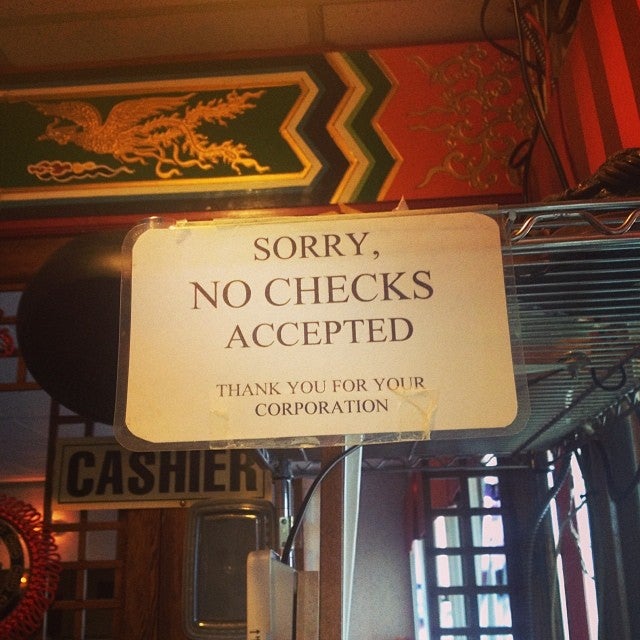 SORRY,
NO CHECKS
ACCEPTED
THANK YOU FOR YOUR
CORPORATION
CASHIER